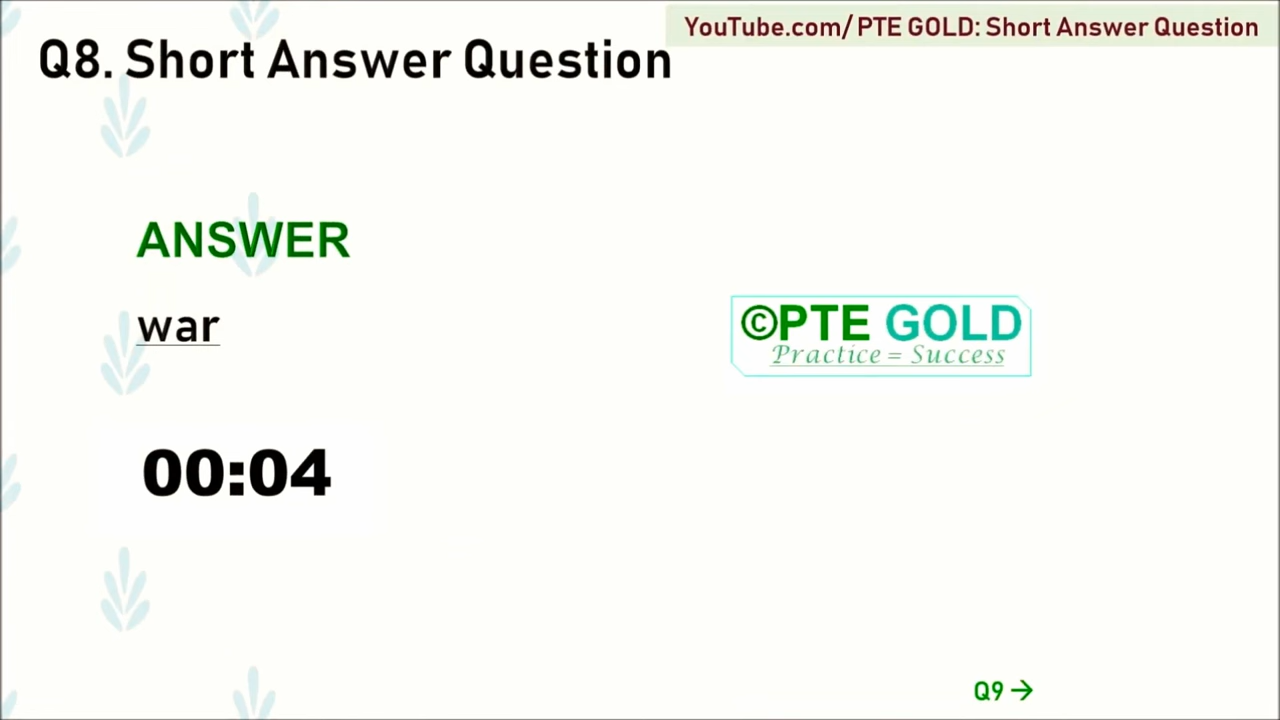 YouTube.com/ PTE GOLD: Short Answer Question
Q8. Short Answer Question
ANSWER
war
©PTE GOLD
Practice = Success
00:04
Q9 →